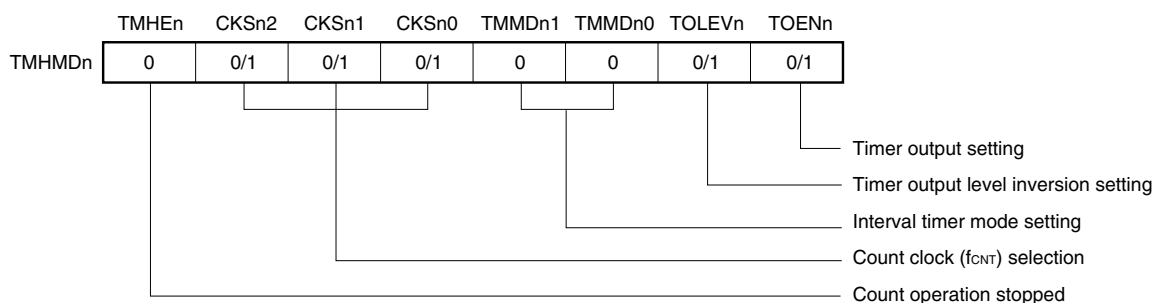 TMHEn CKSn2 CKSn1 CKSn0 TMMDn1 TMMDn0 TOLEVn TOENn
TMHMDn 0 0/1 0/1 0/1 0 0 0/1 0/1
Timer output setting
Timer output level inversion setting
Interval timer mode setting
Count clock (fCNT) selection
Count operation stopped